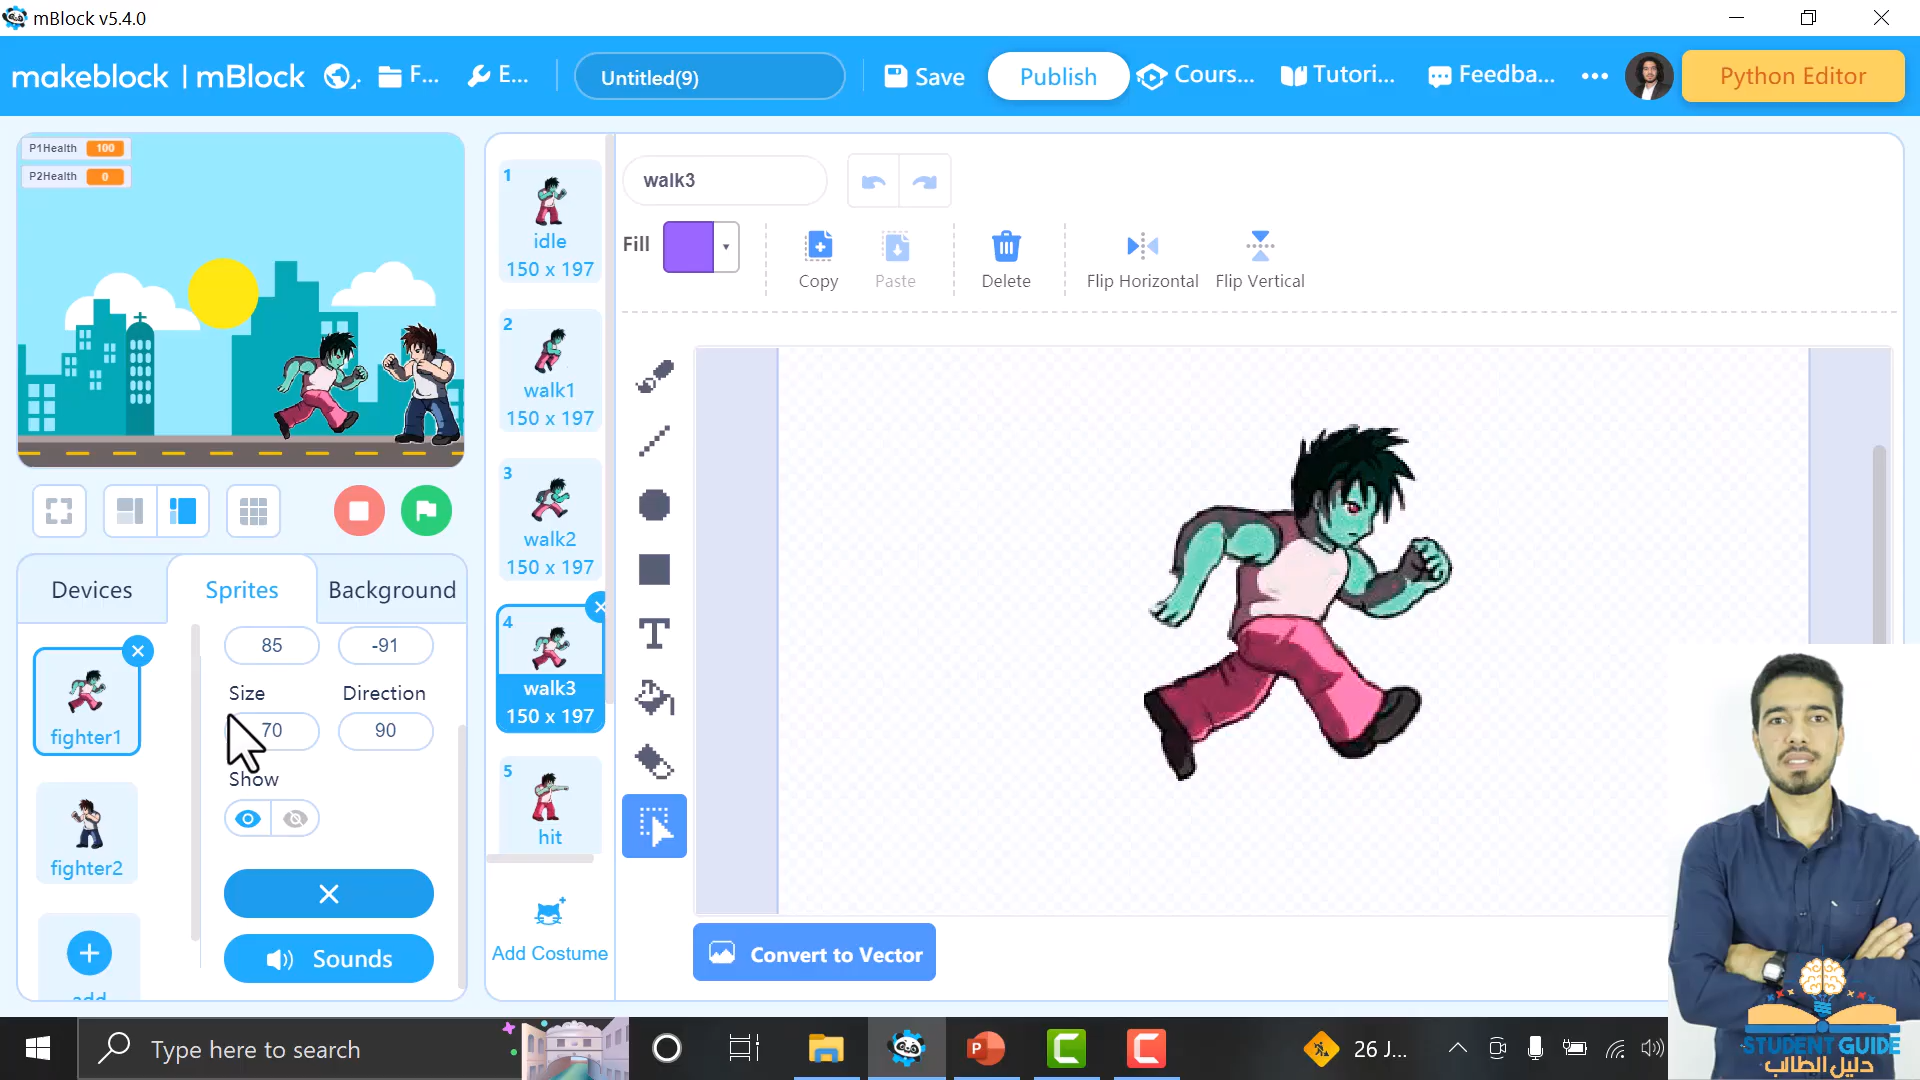 mBlock v5.4.0
makeblock | mBlock
F...
E...
Untitled(9)
Save
Publish
Cours...
Tutori...
Feedba...
Python Editor
P1Health 100
P2Health 0
Devices
Sprites
Background
85
-91
Size
Direction
70
90
Show
Sounds
fighter1
fighter2
add
1
idle
150 x 197
2
walk1
150 x 197
3
walk2
150 x 197
4
walk3
150 x 197
5
hit
Add Costume
walk3
Fill
Copy
Paste
Delete
Flip Horizontal
Flip Vertical
T
Convert to Vector
Type here to search
26 J...
STUDENT GUIDE
دليل الطالب